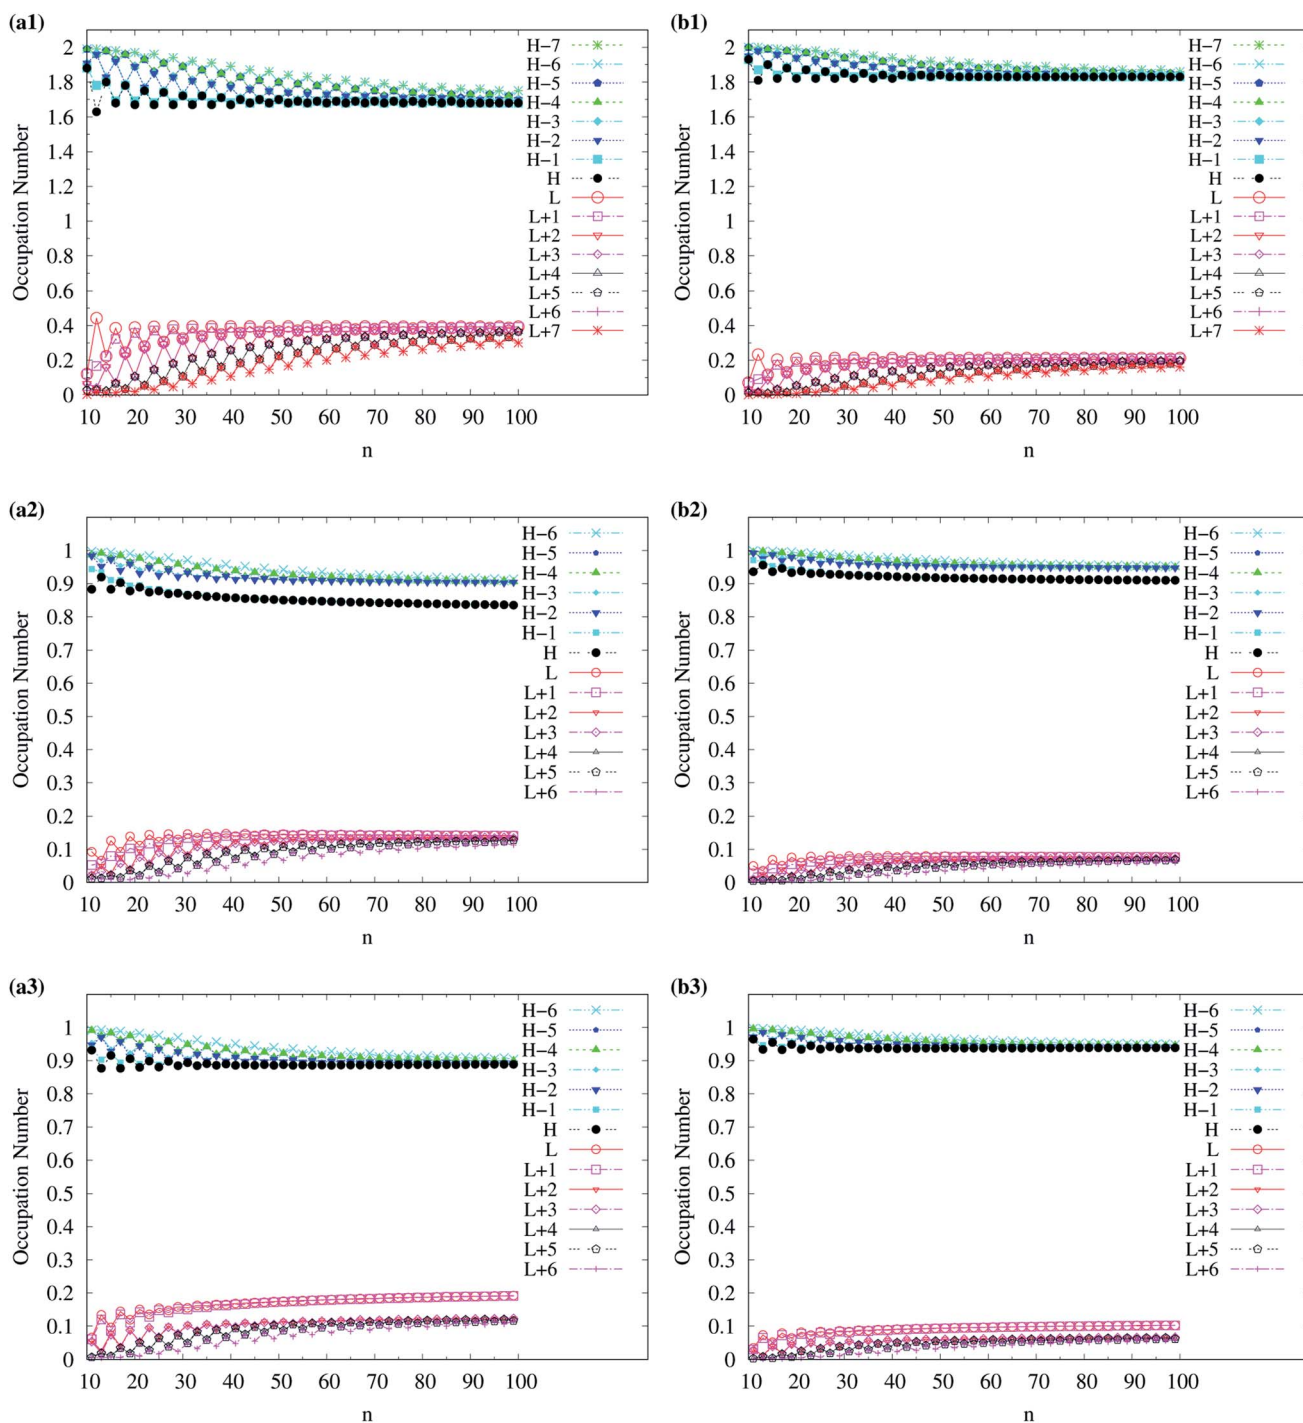 (a1)
Occupation Number
2
1.8
1.6
1.4
1.2
1
0.8
0.6
0.4
0.2
0
10 20 30 40 50 60 70 80 90 100
n
H−7
H−6
H−5
H−4
H−3
H−2
H−1
H
L
L+1
L+2
L+3
L+4
L+5
L+6
L+7
(b1)
Occupation Number
2
1.8
1.6
1.4
1.2
1
0.8
0.6
0.4
0.2
0
10 20 30 40 50 60 70 80 90 100
n
H−7
H−6
H−5
H−4
H−3
H−2
H−1
H
L
L+1
L+2
L+3
L+4
L+5
L+6
L+7
(a2)
Occupation Number
1
0.9
0.8
0.7
0.6
0.5
0.4
0.3
0.2
0.1
0
10 20 30 40 50 60 70 80 90 100
n
H−6
H−5
H−4
H−3
H−2
H−1
H
L
L+1
L+2
L+3
L+4
L+5
L+6
(b2)
Occupation Number
1
0.9
0.8
0.7
0.6
0.5
0.4
0.3
0.2
0.1
0
10 20 30 40 50 60 70 80 90 100
n
H−6
H−5
H−4
H−3
H−2
H−1
H
L
L+1
L+2
L+3
L+4
L+5
L+6
(a3)
Occupation Number
1
0.9
0.8
0.7
0.6
0.5
0.4
0.3
0.2
0.1
0
10 20 30 40 50 60 70 80 90 100
n
H−6
H−5
H−4
H−3
H−2
H−1
H
L
L+1
L+2
L+3
L+4
L+5
L+6
(b3)
Occupation Number
1
0.9
0.8
0.7
0.6
0.5
0.4
0.3
0.2
0.1
0
10 20 30 40 50 60 70 80 90 100
n
H−6
H−5
H−4
H−3
H−2
H−1
H
L
L+1
L+2
L+3
L+4
L+5
L+6